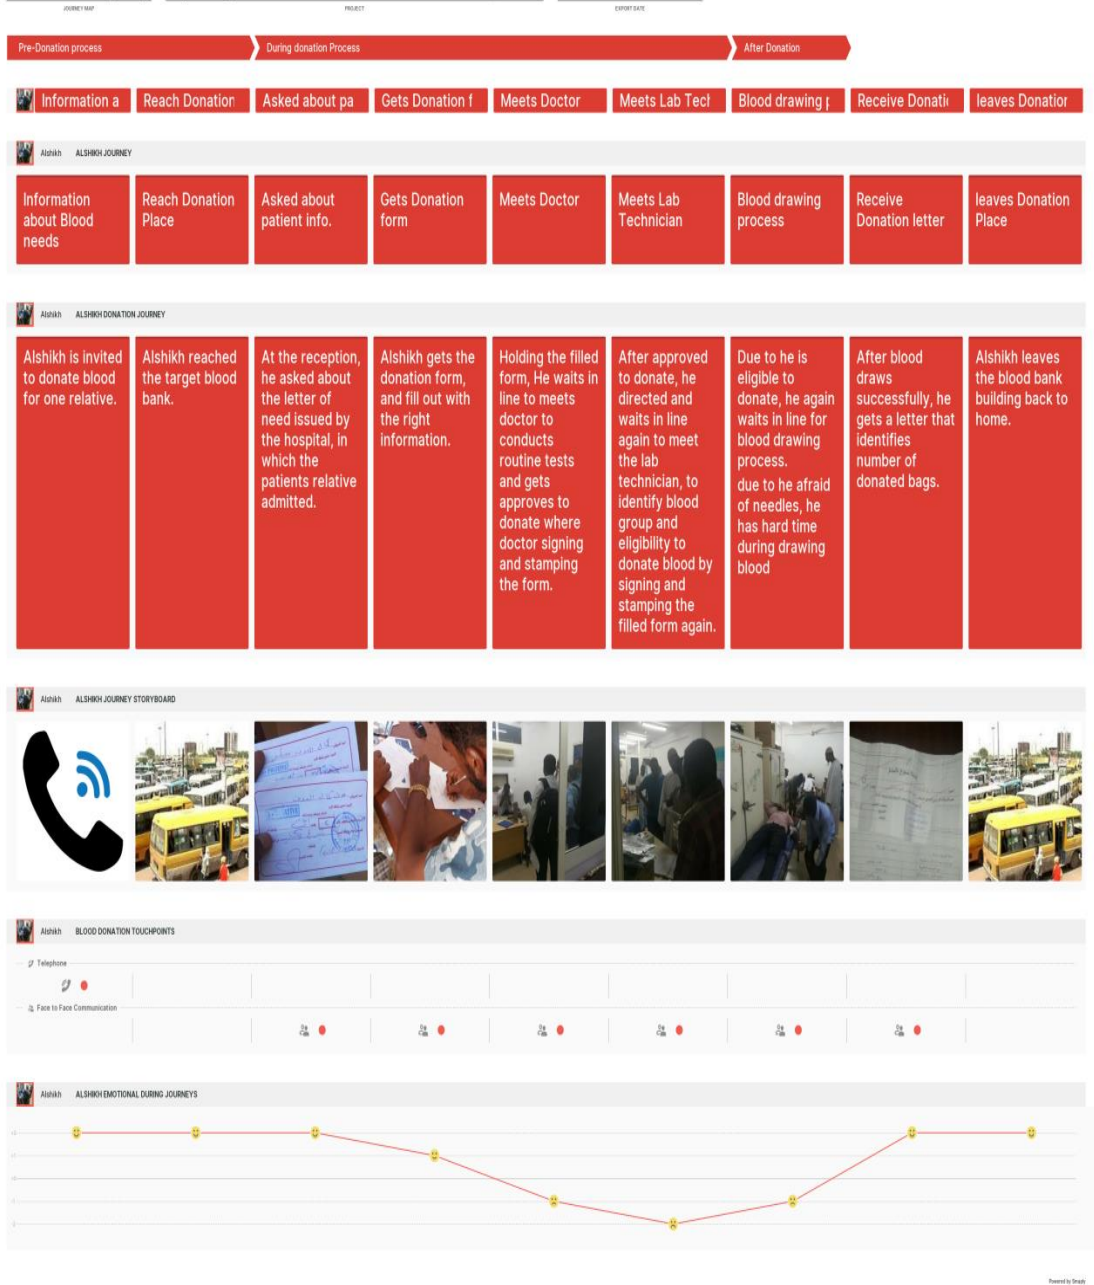 JOURNEY MAP
PROJECT
EXPORT DATE
Pre-Donation process
During donation Process
After Donation
Information a
Reach Donation
Asked about pa
Gets Donation f
Meets Doctor
Meets Lab Tech
Blood drawing p
Receive Donati
leaves Donation
Alshikh ALSHIKH JOURNEY
Information
about Blood
needs
Reach Donation
Place
Asked about
patient info.
Gets Donation
form
Meets Doctor
Meets Lab
Technician
Blood drawing
process
Receive
Donation letter
leaves Donation
Place
Alshikh ALSHIKH DONATION JOURNEY
Alshikh is invited
to donate blood
for one relative.
Alshikh reached
the target blood
bank.
At the reception,
he asked about
the letter of
need issued by
the hospital, in
which the
patients relative
admitted.
Alshikh gets the
donation form,
and fill out with
the right
information.
Holding the filled
form, He waits in
line to meets
doctor to
conducts
routine tests
and gets
approves to
donate where
doctor signing
and stamping
the form.
After approved
to donate, he
directed and
waits in line
again to meet
the lab
technician, to
identify blood
group and
eligibility to
donate blood by
signing and
stamping the
filled form again.
Due to he is
eligible to
donate, he again
waits in line for
blood drawing
process.
due to he afraid
of needles, he
has hard time
during drawing
blood
After blood
draws
successfully, he
gets a letter that
identifies
number of
donated bags.
Alshikh leaves
the blood bank
building back to
home.
Alshikh ALSHIKH JOURNEY STORYBOARD
Alshikh BLOOD DONATION TOUCHPOINTS
Telephone
Face to Face Communication
Alshikh ALSHIKH EMOTIONAL DURING JOURNEYS
Powered by Smaply